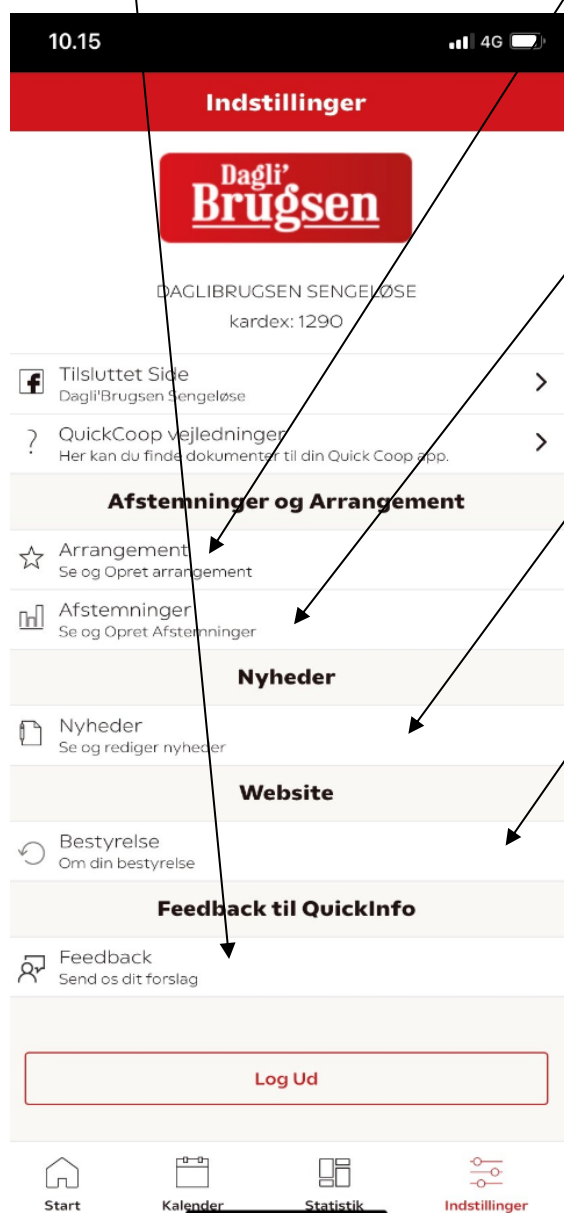 10.15
4G
Indstillinger
Dagli'
Brugsen
DAGLIBRUGSEN SENGELØSE
kardex: 1290
Tilsluttet Side
Dagli'Brugsen Sengeløse
QuickCoop vejledninger
Her kan du finde dokumenter til din Quick Coop app.
Afstemninger og Arrangement
Arrangement
Se og Opret arrangement
Afstemninger
Se og Opret Afstemninger
Nyheder
Nyheder
Se og rediger nyheder
Website
Bestyrelse
Om din bestyrelse
Feedback til QuickInfo
Feedback
Send os dit forslag
Log Ud
Start
Kalender
Statistik
Indstillinger